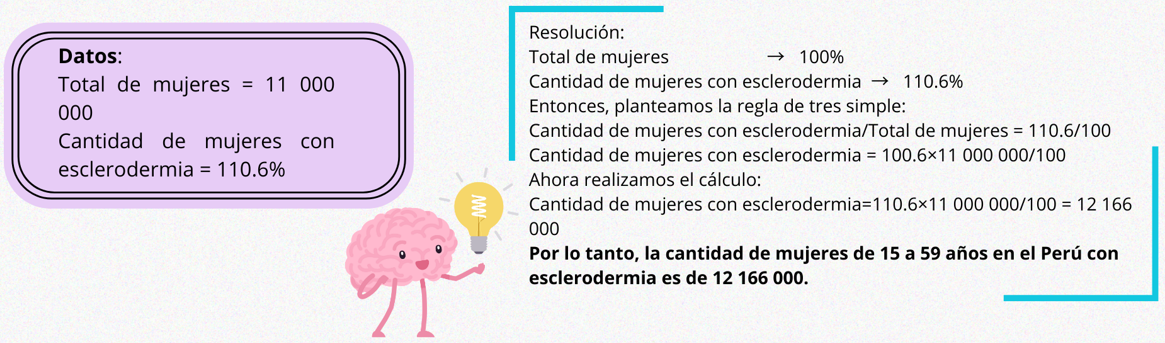 Datos:
Total de mujeres = 11 000
000
Cantidad de mujeres con
esclerodermia = 110.6%
Resolución:
Total de mujeres → 100%
Cantidad de mujeres con esclerodermia → 110.6%
Entonces, planteamos la regla de tres simple:
Cantidad de mujeres con esclerodermia/Total de mujeres = 110.6/100
Cantidad de mujeres con esclerodermia = 100.6×11 000 000/100
Ahora realizamos el cálculo:
Cantidad de mujeres con esclerodermia=110.6×11 000 000/100 = 12 166
000
Por lo tanto, la cantidad de mujeres de 15 a 59 años en el Perú con
esclerodermia es de 12 166 000.